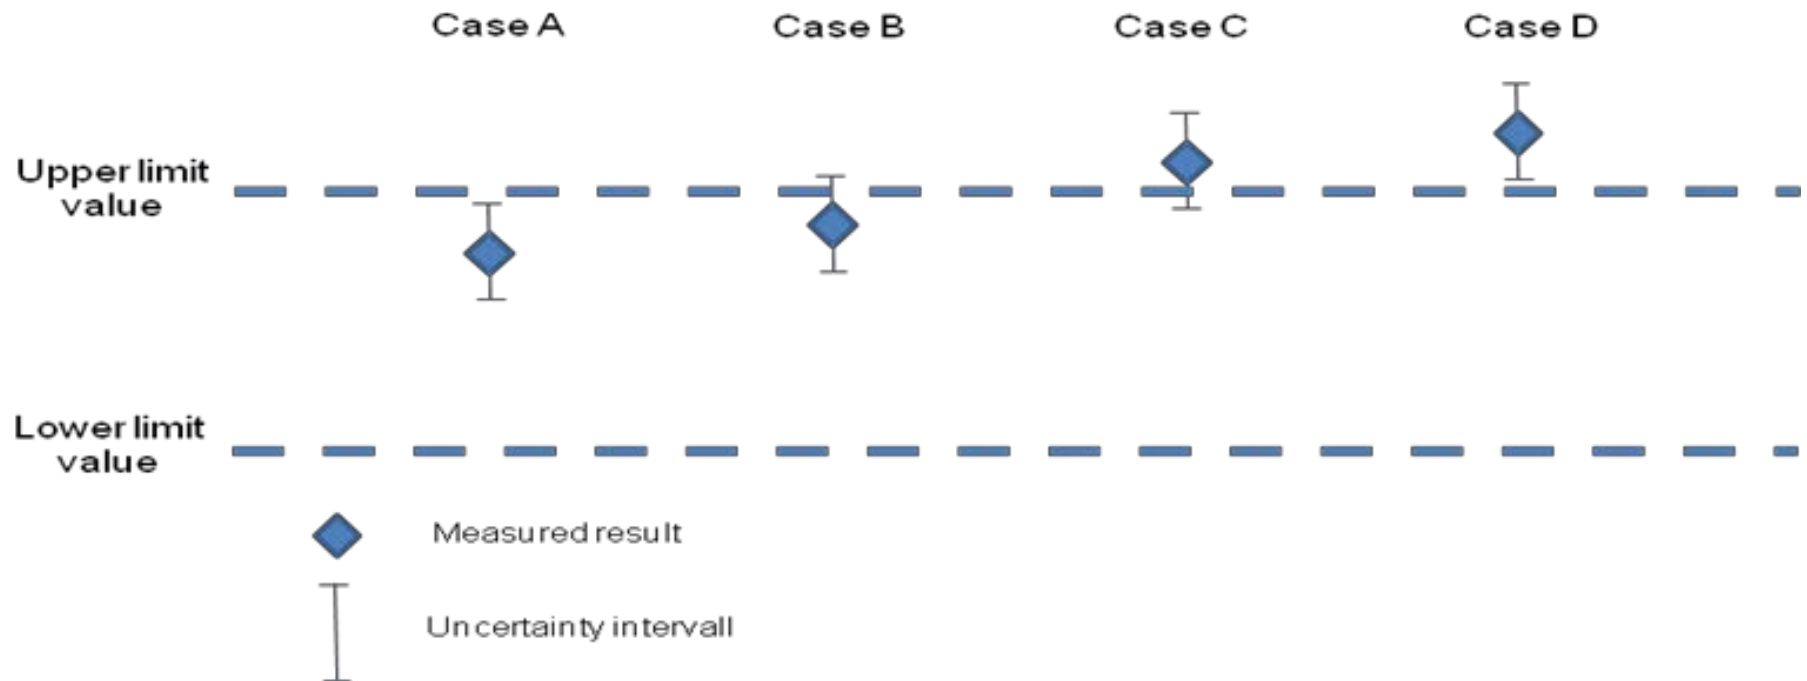 Case A
Case B
Case C
Case D
Upper limit
value
Lower limit
value
Measured result
Uncertainty intervall